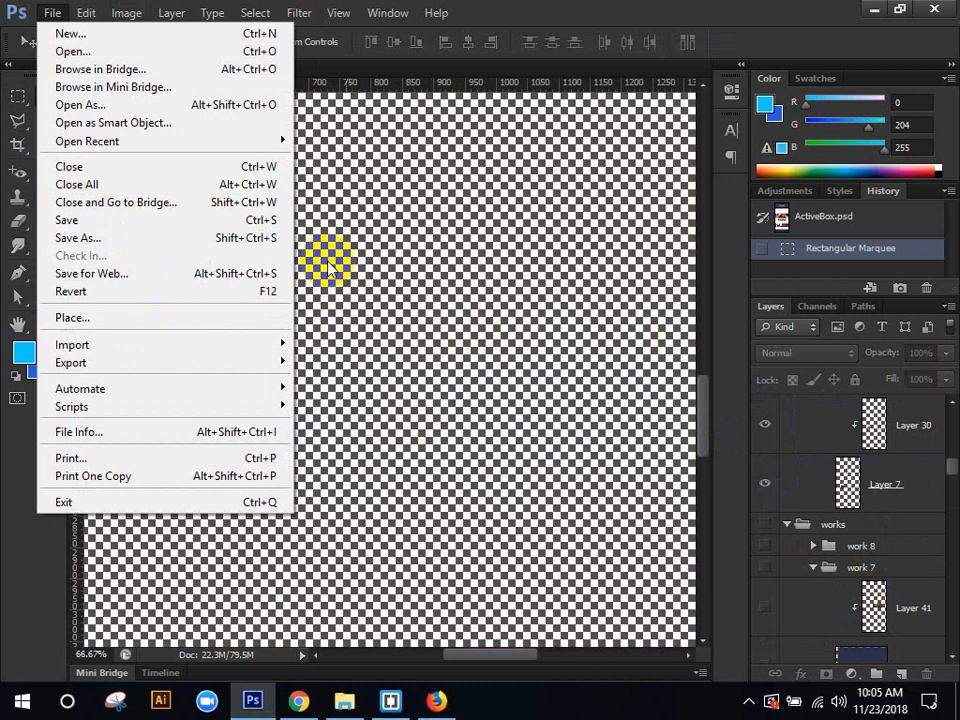 Ps File Edit Image Layer Type Select Filter View Window Help
m Controls
New... Ctrl+N
Open... Ctrl+O
Browse in Bridge... Alt+Ctrl+O
Browse in Mini Bridge...
Open As... Alt+Shift+Ctrl+O
Open as Smart Object...
Open Recent
Close Ctrl+W
Close All Alt+Ctrl+W
Close and Go to Bridge... Shift+Ctrl+W
Save Ctrl+S
Save As... Shift+Ctrl+S
Check In...
Save for Web... Alt+Shift+Ctrl+S
Revert F12
Place...
Import
Export
Automate
Scripts
File Info... Alt+Shift+Ctrl+I
Print... Ctrl+P
Print One Copy Alt+Shift+Ctrl+P
Exit Ctrl+Q
700 750 800 850 900 950 1000 1050 1100 1150 1200 1250 13
Color Swatches
R 0
G 204
B 255
Adjustments Styles History
ActiveBox.psd
Rectangular Marquee
Layers Channels Paths
Kind
Normal Opacity: 100%
Lock: Fill: 100%
Layer 30
Layer 7
works
work 8
work 7
Layer 41
66.67% Doc: 22.3M/79.5M
Mini Bridge Timeline
Ai Ps
10:05 AM
11/23/2018